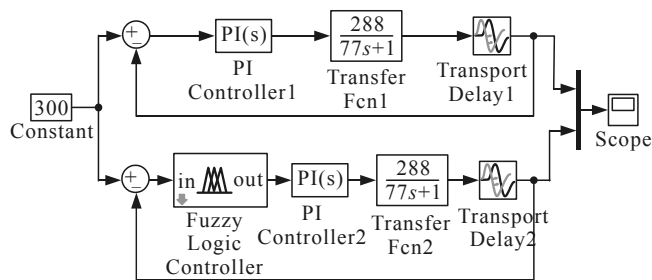 +
−
PI(s)
PI
Controller1
288
77s+1
Transfer
Fcn1
Transport
Delay1
300
Constant
Scope
+
−
in
out
Fuzzy
Logic
Controller
PI(s)
PI
Controller2
288
77s+1
Transfer
Fcn2
Transport
Delay2